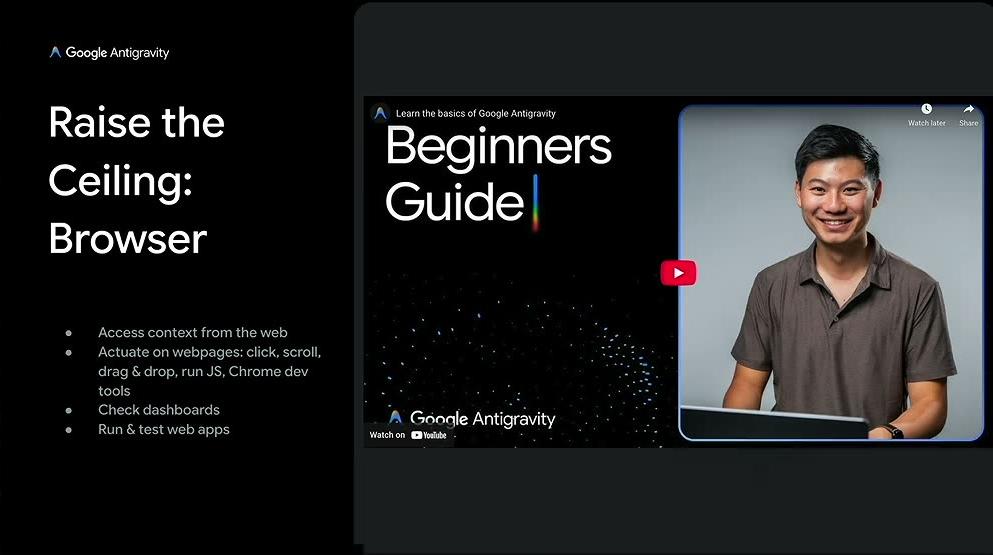 Google Antigravity
Raise the
Ceiling:
Browser
Access context from the web
Actuate on webpages: click, scroll,
drag & drop, run JS, Chrome dev
tools
Check dashboards
Run & test web apps
Learn the basics of Google Antigravity
Watch later
Share
Beginners
Guide
Google Antigravity
Watch on YouTube